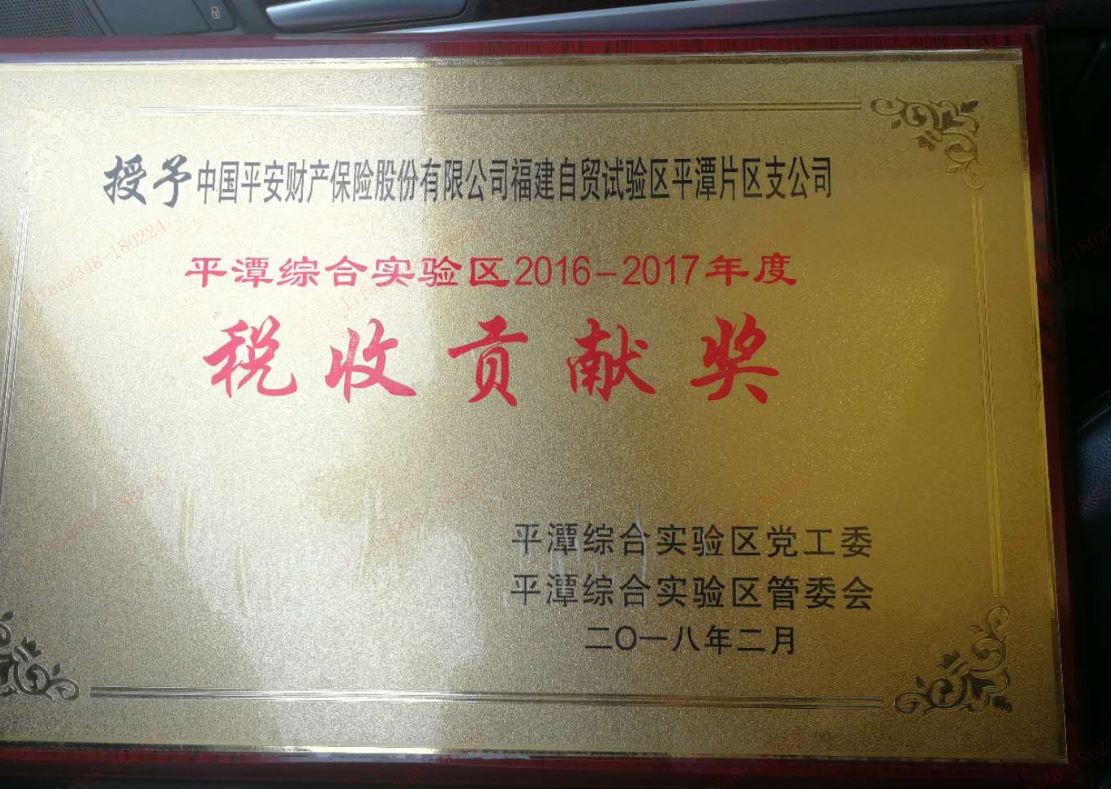 授予中国平安财产保险股份有限公司福建自贸试验区平潭片区支公司
平潭综合实验区2016-2017年度
税收贡献奖
平潭综合实验区党工委
平潭综合实验区管委会
二〇一八年二月